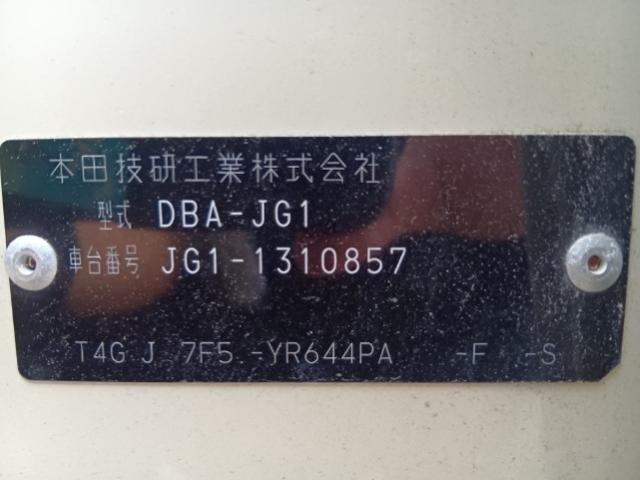 本田技研工業株式会社
型式 DBA-JG1
車台番号 JG1-1310857
T4G J 7F5 -YR644PA -F -S